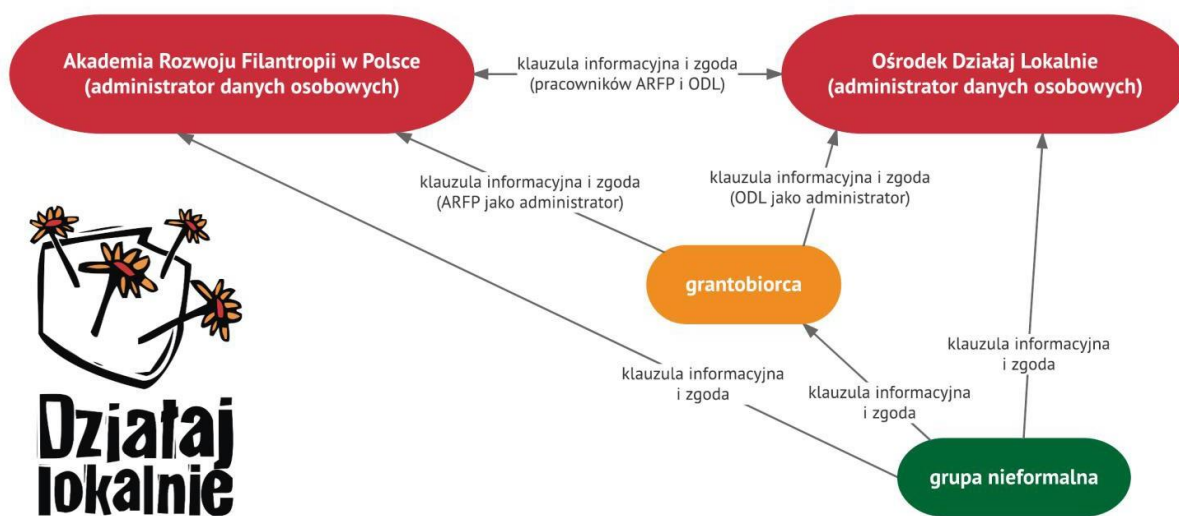 Akademia Rozwoju Filantropii w Polsce
(administrator danych osobowych)
klauzula informacyjna i zgoda
(pracowników ARFP i ODL)
Ośrodek Działaj Lokalnie
(administrator danych osobowych)
klauzula informacyjna i zgoda
(ARFP jako administrator)
klauzula informacyjna i zgoda
(ODL jako administrator)
grantobiorca
klauzula informacyjna
i zgoda
klauzula informacyjna
i zgoda
klauzula informacyjna
i zgoda
grupa nieformalna
Działaj
lokalnie